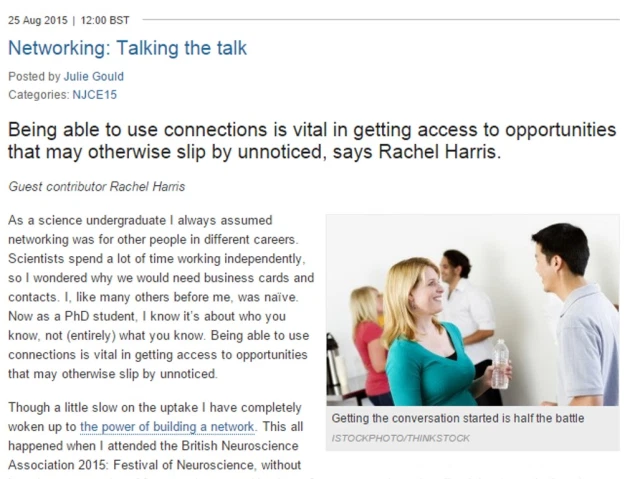 25 Aug 2015 | 12:00 BST
Networking: Talking the talk
Posted by Julie Gould
Categories: NJCE15
Being able to use connections is vital in getting access to opportunities
that may otherwise slip by unnoticed, says Rachel Harris.
Guest contributor Rachel Harris
As a science undergraduate I always assumed
networking was for other people in different careers.
Scientists spend a lot of time working independently,
so I wondered why we would need business cards and
contacts. I, like many others before me, was naïve.
Now as a PhD student, I know it's about who you
know, not (entirely) what you know. Being able to use
connections is vital in getting access to opportunities
that may otherwise slip by unnoticed.
Though a little slow on the uptake I have completely
woken up to the power of building a network. This all
happened when I attended the British Neuroscience
Association 2015: Festival of Neuroscience, without
Getting the conversation started is half the battle
ISTOCKPHOTO/THINKSTOCK